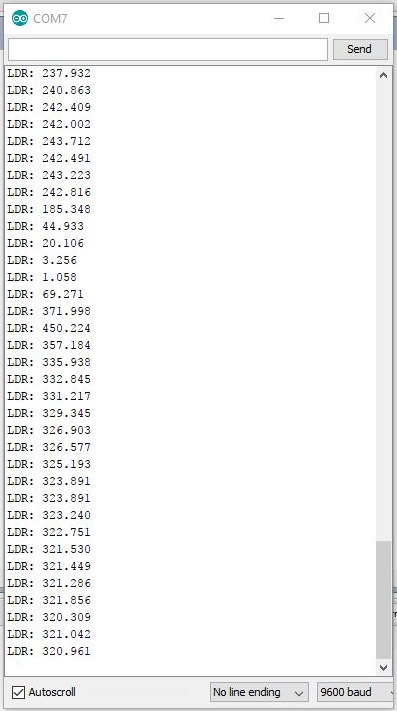 COM7
Send
LDR: 237.932
LDR: 240.863
LDR: 242.409
LDR: 242.002
LDR: 243.712
LDR: 242.491
LDR: 243.223
LDR: 242.816
LDR: 185.348
LDR: 44.933
LDR: 20.106
LDR: 3.256
LDR: 1.058
LDR: 69.271
LDR: 371.998
LDR: 450.224
LDR: 357.184
LDR: 335.938
LDR: 332.845
LDR: 331.217
LDR: 329.345
LDR: 326.903
LDR: 326.577
LDR: 325.193
LDR: 323.891
LDR: 323.891
LDR: 323.240
LDR: 322.751
LDR: 321.530
LDR: 321.449
LDR: 321.286
LDR: 321.856
LDR: 320.309
LDR: 321.042
LDR: 320.961
Autoscroll No line ending 9600 baud